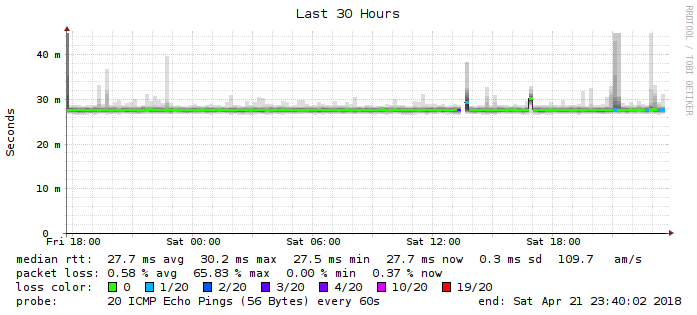 Last 30 Hours
RRDTOOL / TOBI OETIKER
Seconds
40 m
30 m
20 m
10 m
0
Fri 18:00 Sat 00:00 Sat 06:00 Sat 12:00 Sat 18:00
median rtt: 27.7 ms avg 30.2 ms max 27.5 ms min 27.7 ms now 0.3 ms sd 109.7 am/s
packet loss: 0.58 % avg 65.83 % max 0.00 % min 0.37 % now
loss color: 0 1/20 2/20 3/20 4/20 10/20 19/20
probe: 20 ICMP Echo Pings (56 Bytes) every 60s end: Sat Apr 21 23:40:02 2018